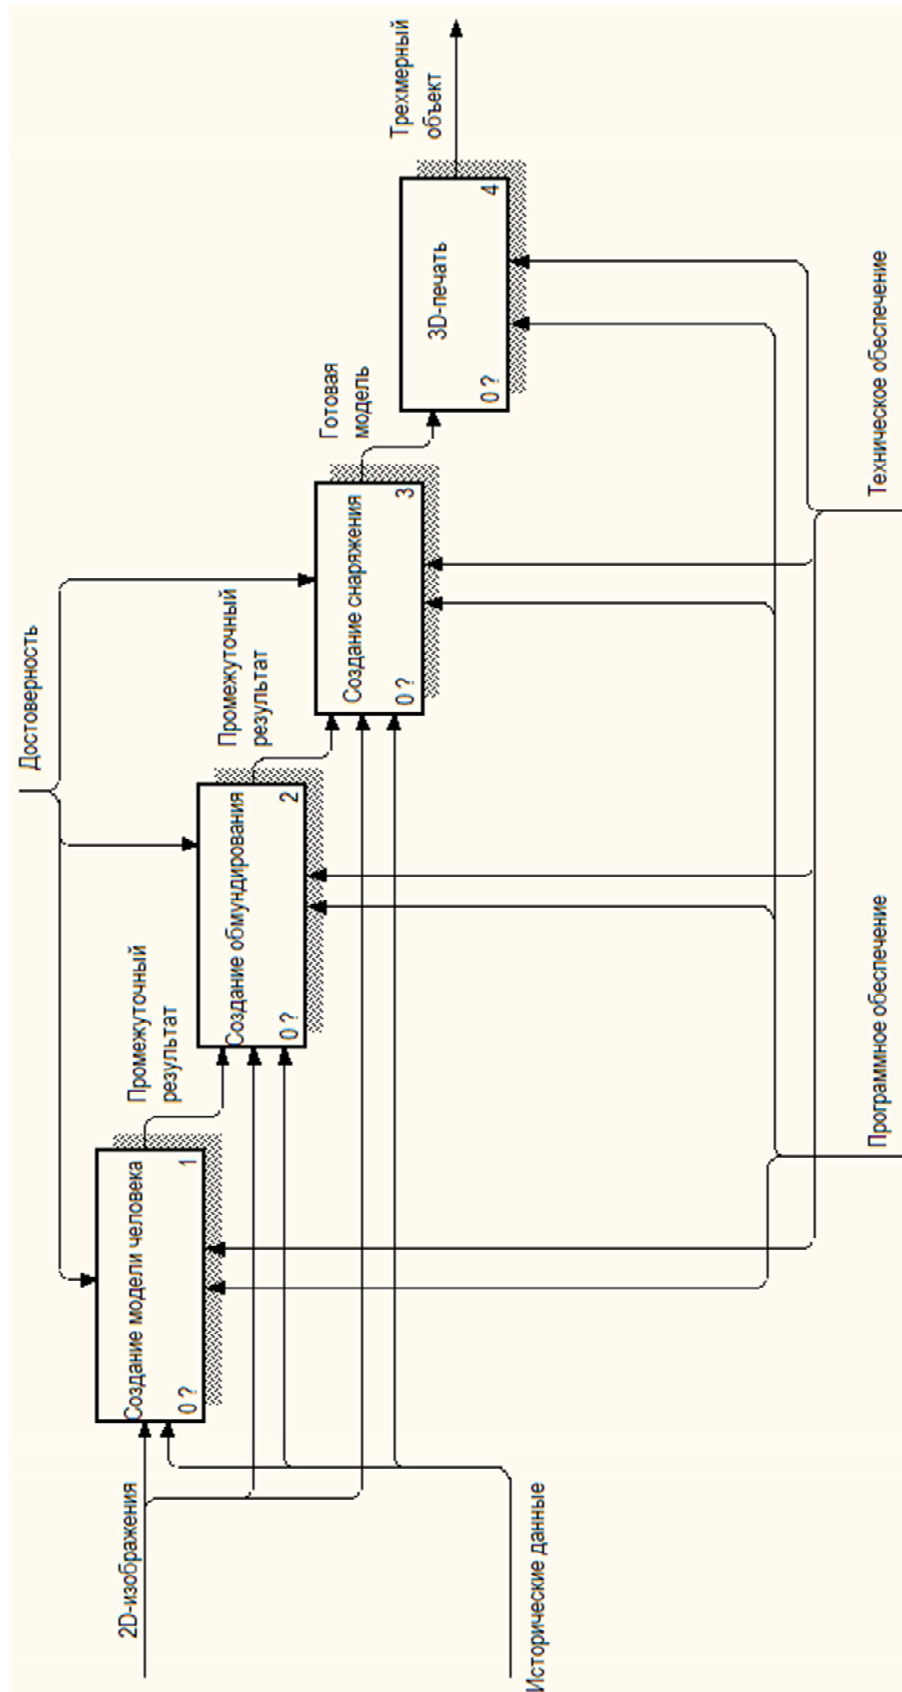 Достоверность
2D-изображения
Исторические данные
Создание модели человека
0 ?
1
Промежуточный
результат
Создание обмундирования
0 ?
2
Промежуточный
результат
Создание снаряжения
0 ?
3
Готовая
модель
3D-печать
0 ?
4
Трехмерный
объект
Программное обеспечение
Техническое обеспечение